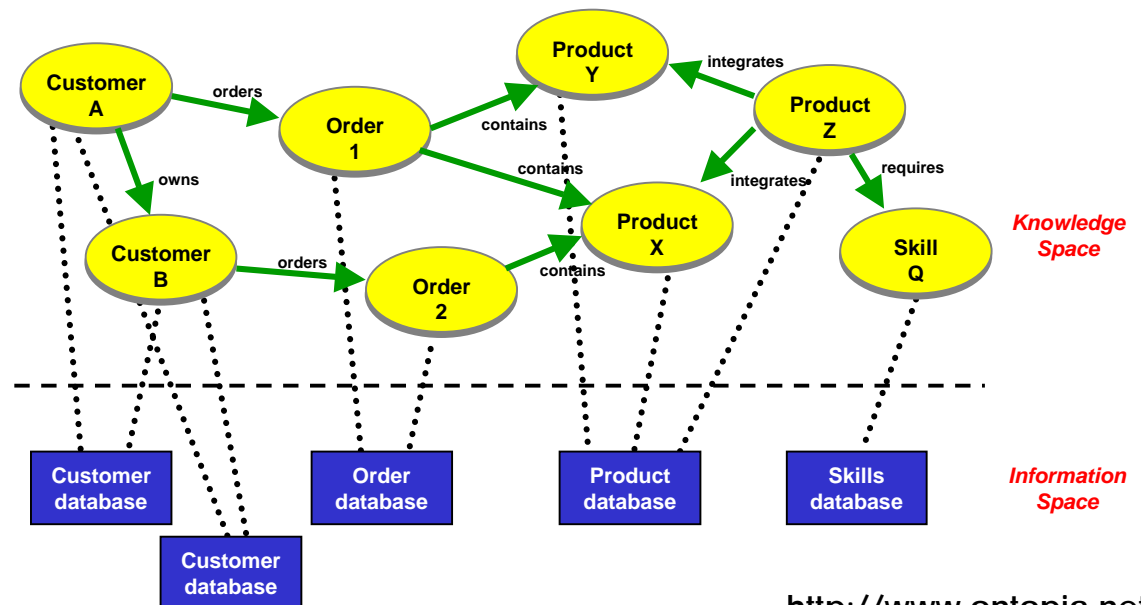 Product
Y
integrates
Customer
A
orders
Product
Z
Order
1
contains
contains
requires
owns
integrates
Product
X
Knowledge
Space
Customer
B
orders
contains
Skill
Q
Order
2
Customer
database
Order
database
Product
database
Skills
database
Information
Space
Customer
database